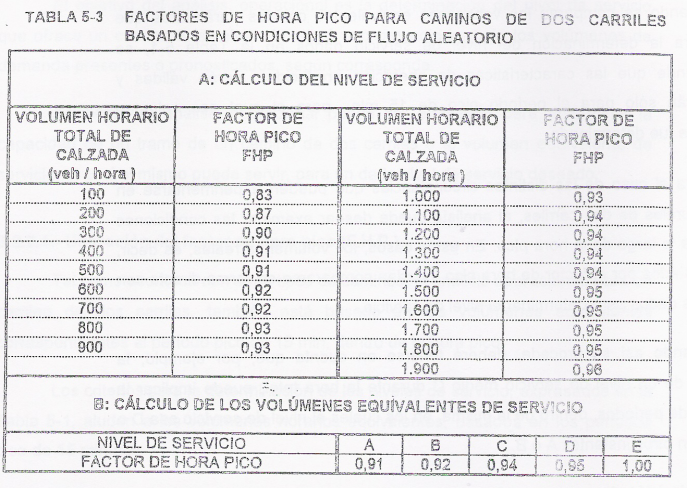 TABLA 5-3 FACTORES DE HORA PICO PARA CAMINOS DE DOS CARRILES
BASADOS EN CONDICIONES DE FLUJO ALEATORIO
A: CÁLCULO DEL NIVEL DE SERVICIO
VOLUMEN HORARIO TOTAL DE CALZADA (veh / hora ) FACTOR DE HORA PICO FHP VOLUMEN HORARIO TOTAL DE CALZADA (veh / hora ) FACTOR DE HORA PICO FHP
100 0,83 1.000 0,93
200 0,87 1.100 0,94
300 0,90 1.200 0,94
400 0,91 1.300 0,94
500 0,91 1.400 0,94
600 0,92 1.500 0,95
700 0,92 1.600 0,95
800 0,93 1.700 0,95
900 0,93 1.800 0,95
1.900 0,96
B: CÁLCULO DE LOS VOLÚMENES EQUIVALENTES DE SERVICIO
NIVEL DE SERVICIO A B C D E
FACTOR DE HORA PICO 0,91 0,92 0,94 0,95 1,00